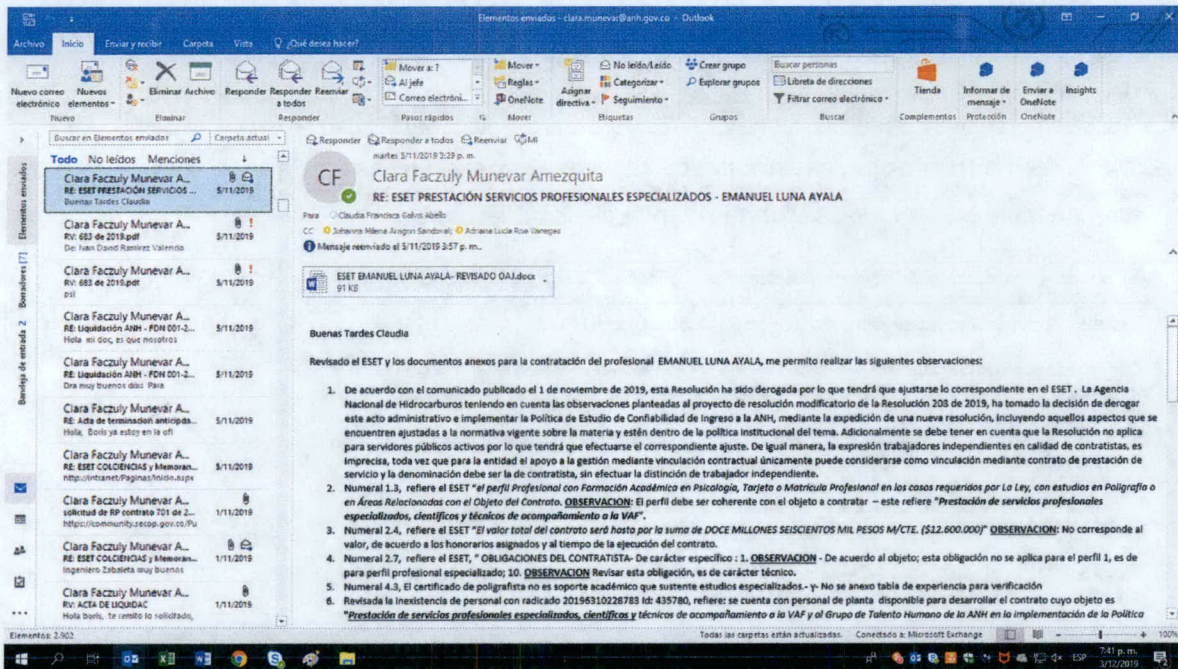 Elementos enviados - clara.munevar@anh.gov.co - Outlook
Archivo Inicio Enviar y recibir Carpeta Vista ¿Qué desea hacer?
Nuevo correo electrónico
Nuevos elementos
Eliminar Archivo
Responder Responder a todos Reenviar
Mover a: ?
Al jefe
Correo electróni...
Mover
Reglas
OneNote
Asignar directiva
No leído/Leído
Categorizar
Seguimiento
Crear grupo
Explorar grupos
Buscar personas
Libreta de direcciones
Filtrar correo electrónico
Tienda
Informar de mensaje
Enviar a OneNote
Insights
Nuevo Eliminar Responder Pasos rápidos Mover Etiquetas Grupos Buscar Complementos Protección OneNote
Buscar en Elementos enviados Carpeta actual
Todo No leídos Menciones
Elementos enviados
Borradores [7]
Bandeja de entrada 2
Clara Faczuly Munevar A...
RE: ESET PRESTACIÓN SERVICIOS ... 5/11/2019
Buenas Tardes Claudia
Clara Faczuly Munevar A...
RV: 683 de 2019.pdf 5/11/2019
De: Ivan David Ramirez Valencia
Clara Faczuly Munevar A...
RV: 683 de 2019.pdf 5/11/2019
psi
Clara Faczuly Munevar A...
RE: Liquidación ANH - FDN 001-2... 5/11/2019
Hola mi doc, es que nosotros
Clara Faczuly Munevar A...
RE: Liquidación ANH - FDN 001-2... 5/11/2019
Dra muy buenos días Para
Clara Faczuly Munevar A...
RE: Acta de terminación anticipda... 5/11/2019
Hola, Boris ya estoy en la ofi
Clara Faczuly Munevar A...
RE: ESET COLCIENCIAS y Memoran... 5/11/2019
http://intranet/Paginas/Inicio.aspx
Clara Faczuly Munevar A...
solicitud de RP contrato 701 de 2... 1/11/2019
https://community.secop.gov.co/Pu
Clara Faczuly Munevar A...
RE: ESET COLCIENCIAS y Memoran... 1/11/2019
Ingeniero Zabaleta muy buenas
Clara Faczuly Munevar A...
RV: ACTA DE LIQUIDAC 1/11/2019
Hola boris, te remito lo solicitado,
Responder Responder a todos Reenviar MI
martes 5/11/2019 3:29 p. m.
CF
Clara Faczuly Munevar Amezquita
RE: ESET PRESTACIÓN SERVICIOS PROFESIONALES ESPECIALIZADOS - EMANUEL LUNA AYALA
Para Claudia Francisca Galvis Abello
CC Johanna Milena Aragon Sandoval; Adriana Lucia Roa Vanegas
Mensaje reenviado el 5/11/2019 3:57 p. m..
ESET EMANUEL LUNA AYALA- REVISADO OAJ.docx
91 KB
Buenas Tardes Claudia
Revisado el ESET y los documentos anexos para la contratación del profesional EMANUEL LUNA AYALA, me permito realizar las siguientes observaciones:
1. De acuerdo con el comunicado publicado el 1 de noviembre de 2019, esta Resolución ha sido derogada por lo que tendrá que ajustarse lo correspondiente en el ESET . La Agencia
Nacional de Hidrocarburos teniendo en cuenta las observaciones planteadas al proyecto de resolución modificatorio de la Resolución 208 de 2019, ha tomado la decisión de derogar
este acto administrativo e implementar la Política de Estudio de Confiabilidad de Ingreso a la ANH, mediante la expedición de una nueva resolución, incluyendo aquellos aspectos que se
encuentren ajustadas a la normativa vigente sobre la materia y estén dentro de la política institucional del tema. Adicionalmente se debe tener en cuenta que la Resolución no aplica
para servidores públicos activos por lo que tendrá que efectuarse el correspondiente ajuste. De igual manera, la expresión trabajadores independientes en calidad de contratistas, es
imprecisa, toda vez que para la entidad el apoyo a la gestión mediante vinculación contractual únicamente puede considerarse como vinculación mediante contrato de prestación de
servicio y la denominación debe ser la de contratista, sin efectuar la distinción de trabajador independiente.
2. Numeral 1.3, refiere el ESET "el perfil Profesional con Formación Académica en Psicología, Tarjeta o Matricula Profesional en los casos requeridos por La Ley, con estudios en Poligrafía o
en Áreas Relacionadas con el Objeto del Contrato. OBSERVACION: El perfil debe ser coherente con el objeto a contratar – este refiere "Prestación de servicios profesionales
especializados, científicos y técnicos de acompañamiento a la VAF".
3. Numeral 2.4, refiere el ESET "El valor total del contrato será hasta por la suma de DOCE MILLONES SEISCIENTOS MIL PESOS M/CTE. ($12.600.000)" OBSERVACION: No corresponde al
valor, de acuerdo a los honorarios asignados y al tiempo de la ejecución del contrato.
4. Numeral 2.7, refiere el ESET, " OBLIGACIONES DEL CONTRATISTA- De carácter específico : 1. OBSERVACION - De acuerdo al objeto; esta obligación no se aplica para el perfil 1, es de
para perfil profesional especializado; 10. OBSERVACION Revisar esta obligación, es de carácter técnico.
5. Numeral 4.3, El certificado de poligrafista no es soporte académico que sustente estudios especializados.- y- No se anexo tabla de experiencia para verificación
6. Revisada la inexistencia de personal con radicado 20196310228783 Id: 435780, refiere: se cuenta con personal de planta disponible para desarrollar el contrato cuyo objeto es
"Prestación de servicios profesionales especializados, científicos y técnicos de acompañamiento a la VAF y al Grupo de Talento Humano de la ANH en la implementación de la Política
Elementos: 2.902 Todas las carpetas están actualizadas. Conectado a: Microsoft Exchange 100%
ESP 7:41 p. m.
3/12/2019